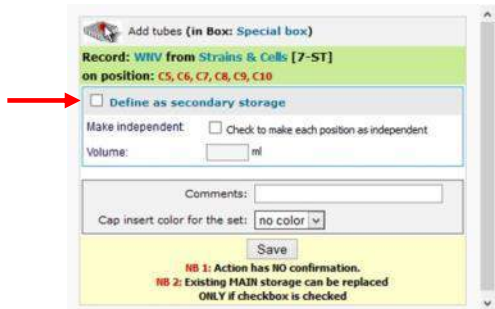 Add tubes (in Box: Special box)
Record: WNV from Strains & Cells [7-ST]
on position: C5, C6, C7, C8, C9, C10
Define as secondary storage
Make independent Check to make each position as independent
Volume: ml
Comments:
Cap insert color for the set: no color
Save
NB 1: Action has NO confirmation.
NB 2: Existing MAIN storage can be replaced
ONLY if checkbox is checked